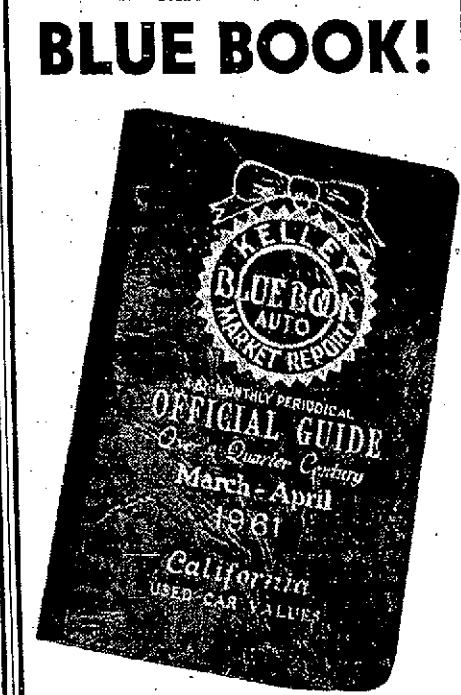 BLUE BOOK!
KELLEY
BLUE BOOK
AUTO
MARKET REPORT
MONTHLY PERIODICAL
OFFICIAL GUIDE
Over a Quarter Century
March - April
1961
California
USED CAR VALUES